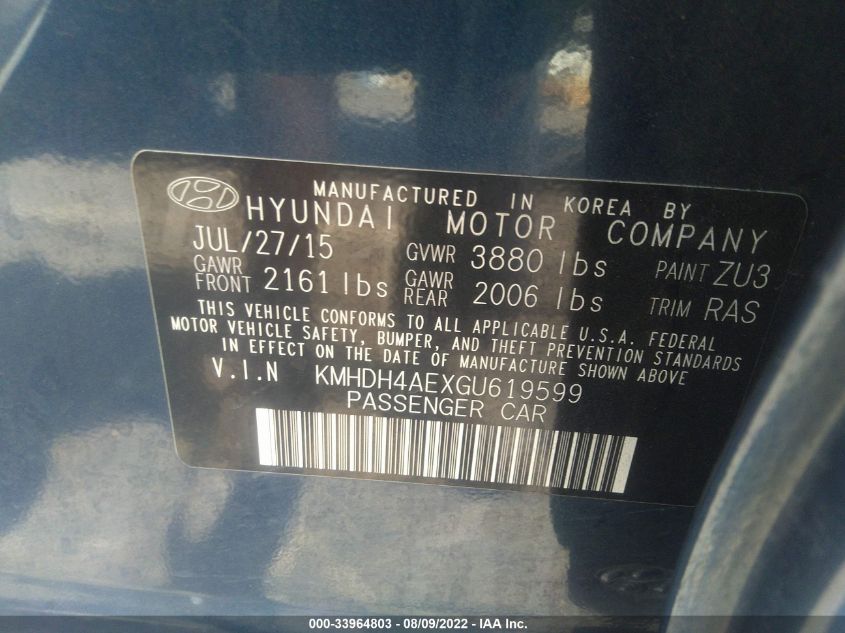 MANUFACTURED IN KOREA BY
HYUNDAI MOTOR COMPANY
JUL/27/15 GVWR 3880 lbs PAINT ZU3
GAWR FRONT 2161 lbs GAWR REAR 2006 lbs TRIM RAS
THIS VEHICLE CONFORMS TO ALL APPLICABLE U.S.A. FEDERAL
MOTOR VEHICLE SAFETY, BUMPER, AND THEFT PREVENTION STANDARDS
IN EFFECT ON THE DATE OF MANUFACTURE SHOWN ABOVE
V.I.N KMHDH4AEXGU619599
PASSENGER CAR
000-33964803 - 08/09/2022 - IAA Inc.